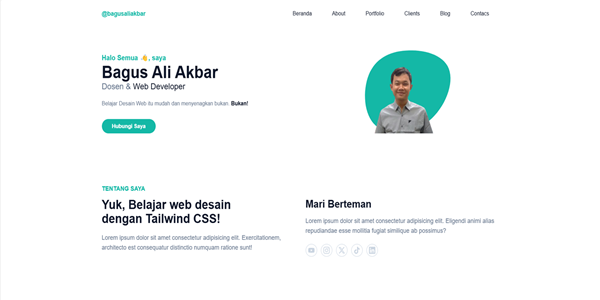 @bagusaliakbar
Beranda About Portfolio Clients Blog Contacs
Halo Semua 👋, saya
Bagus Ali Akbar
Dosen & Web Developer
Belajar Desain Web itu mudah dan menyenagkan bukan. Bukan!
Hubungi Saya
TENTANG SAYA
Yuk, Belajar web desain
dengan Tailwind CSS!
Lorem ipsum dolor sit amet consectetur adipisicing elit. Exercitationem,
architecto est consequatur distinctio numquam ratione sunt!
Mari Berteman
Lorem ipsum dolor sit amet consectetur adipisicing elit. Eligendi animi alias
repudiandae esse mollitia fugiat similique ab possimus?